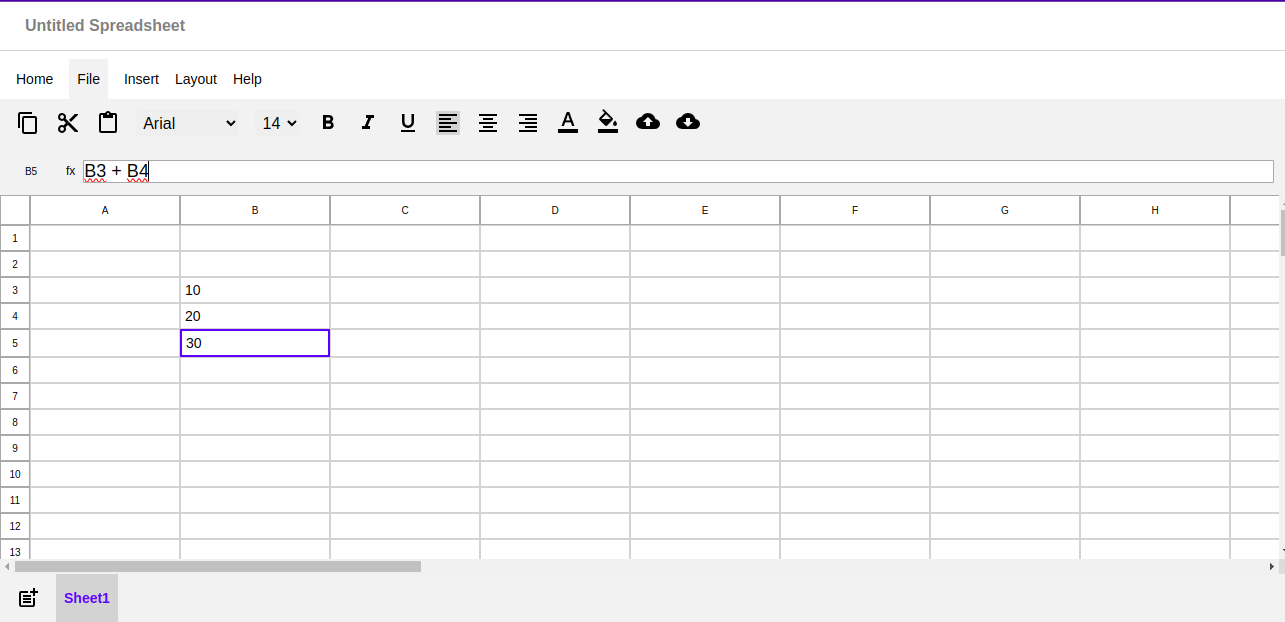 Untitled Spreadsheet
Home File Insert Layout Help
Arial 14 B I U A
B5 fx B3 + B4
A B C D E F G H
1
2
3 10
4 20
5 30
6
7
8
9
10
11
12
13
Sheet1